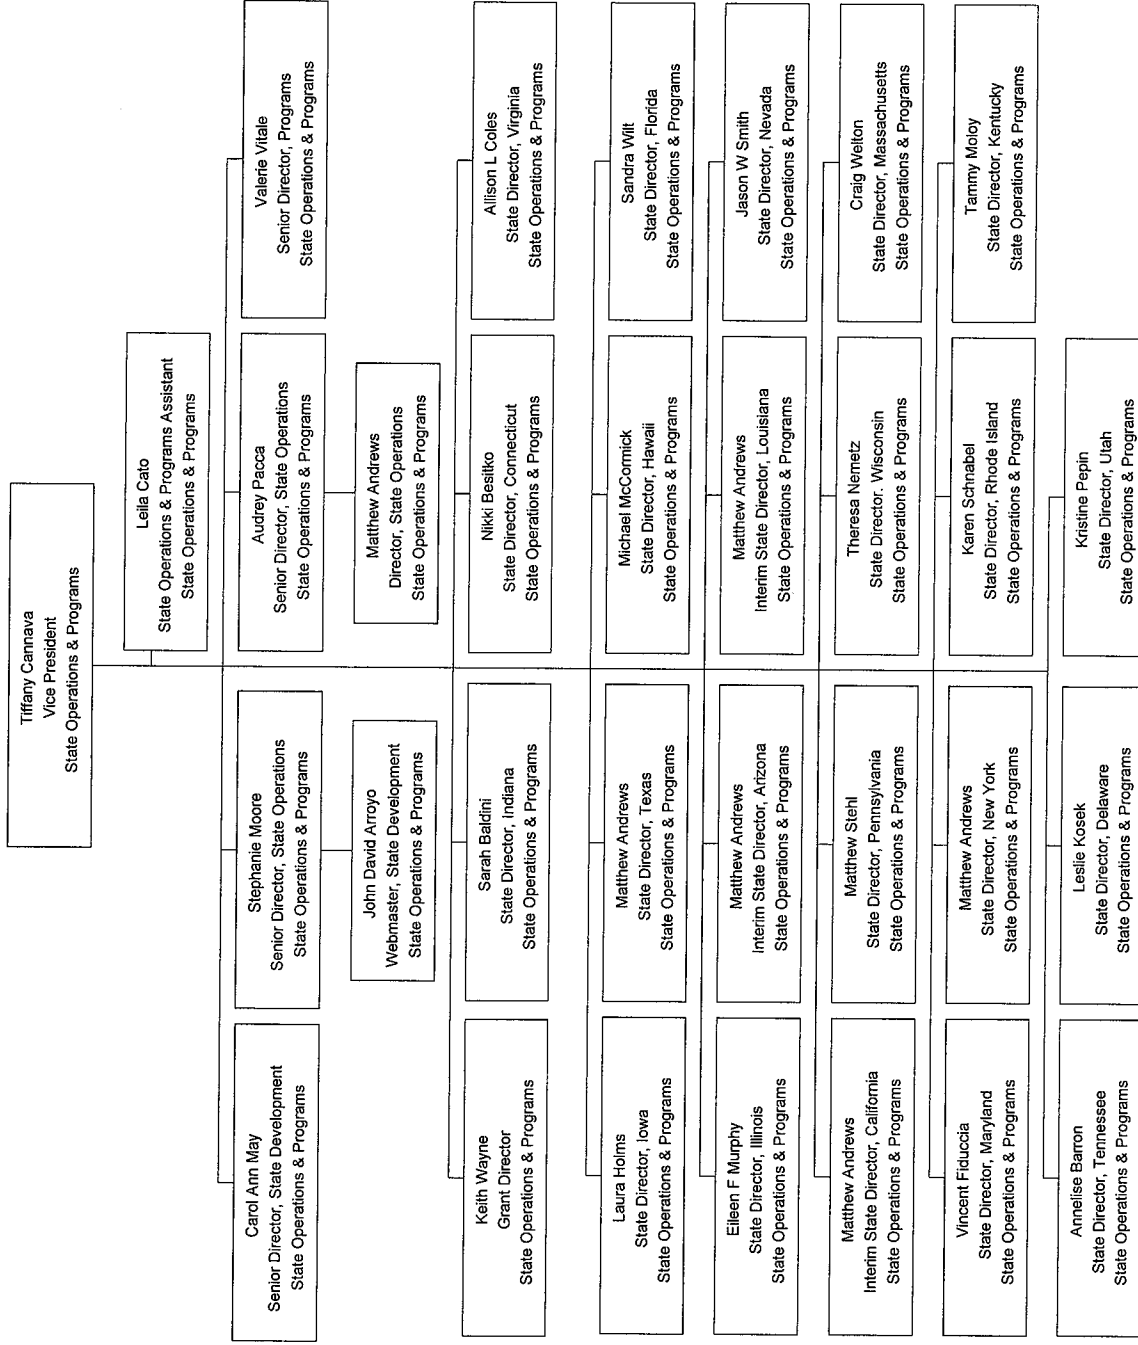 Tiffany Cannava
Vice President
State Operations & Programs
Leila Cato
State Operations & Programs Assistant
State Operations & Programs
Carol Ann May
Senior Director, State Development
State Operations & Programs
Stephanie Moore
Senior Director, State Operations
State Operations & Programs
Audrey Pacca
Senior Director, State Operations
State Operations & Programs
Valerie Vitale
Senior Director, Programs
State Operations & Programs
John David Arroyo
Webmaster, State Development
State Operations & Programs
Matthew Andrews
Director, State Operations
State Operations & Programs
Keith Wayne
Grant Director
State Operations & Programs
Sarah Baldini
State Director, Indiana
State Operations & Programs
Nikki Besitko
State Director, Connecticut
State Operations & Programs
Allison L Coles
State Director, Virginia
State Operations & Programs
Laura Holms
State Director, Iowa
State Operations & Programs
Matthew Andrews
State Director, Texas
State Operations & Programs
Michael McCormick
State Director, Hawaii
State Operations & Programs
Sandra Wilt
State Director, Florida
State Operations & Programs
Eileen F Murphy
State Director, Illinois
State Operations & Programs
Matthew Andrews
Interim State Director, Arizona
State Operations & Programs
Matthew Andrews
Interim State Director, Louisiana
State Operations & Programs
Jason W Smith
State Director, Nevada
State Operations & Programs
Matthew Andrews
Interim State Director, California
State Operations & Programs
Matthew Stehl
State Director, Pennsylvania
State Operations & Programs
Theresa Nemetz
State Director. Wisconsin
State Operations & Programs
Craig Welton
State Director, Massachusetts
State Operations & Programs
Vincent Fiduccia
State Director, Maryland
State Operations & Programs
Matthew Andrews
State Director, New York
State Operations & Programs
Karen Schnabel
State Director, Rhode Island
State Operations & Programs
Tammy Moloy
State Director, Kentucky
State Operations & Programs
Annelise Barron
State Director, Tennessee
State Operations & Programs
Leslie Kosek
State Director, Delaware
State Operations & Programs
Kristine Pepin
State Director, Utah
State Operations & Programs